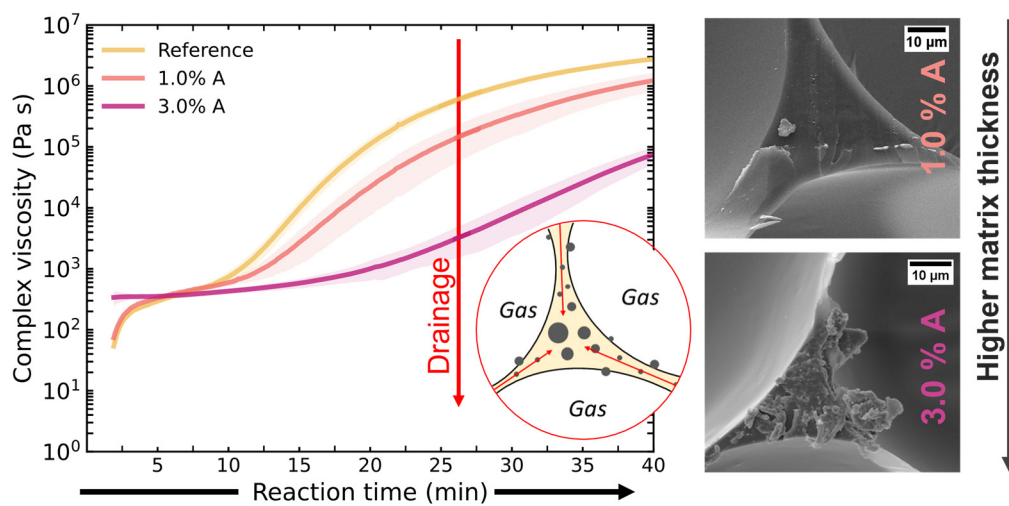 10⁷
10⁶
10⁵
10⁴
10³
10²
10¹
10⁰
Complex viscosity (Pa s)
Reference
1.0% A
3.0% A
Drainage
Gas
Gas
Gas
5 10 15 20 25 30 35 40
Reaction time (min)
10 µm
1.0 % A
10 µm
3.0 % A
Higher matrix thickness